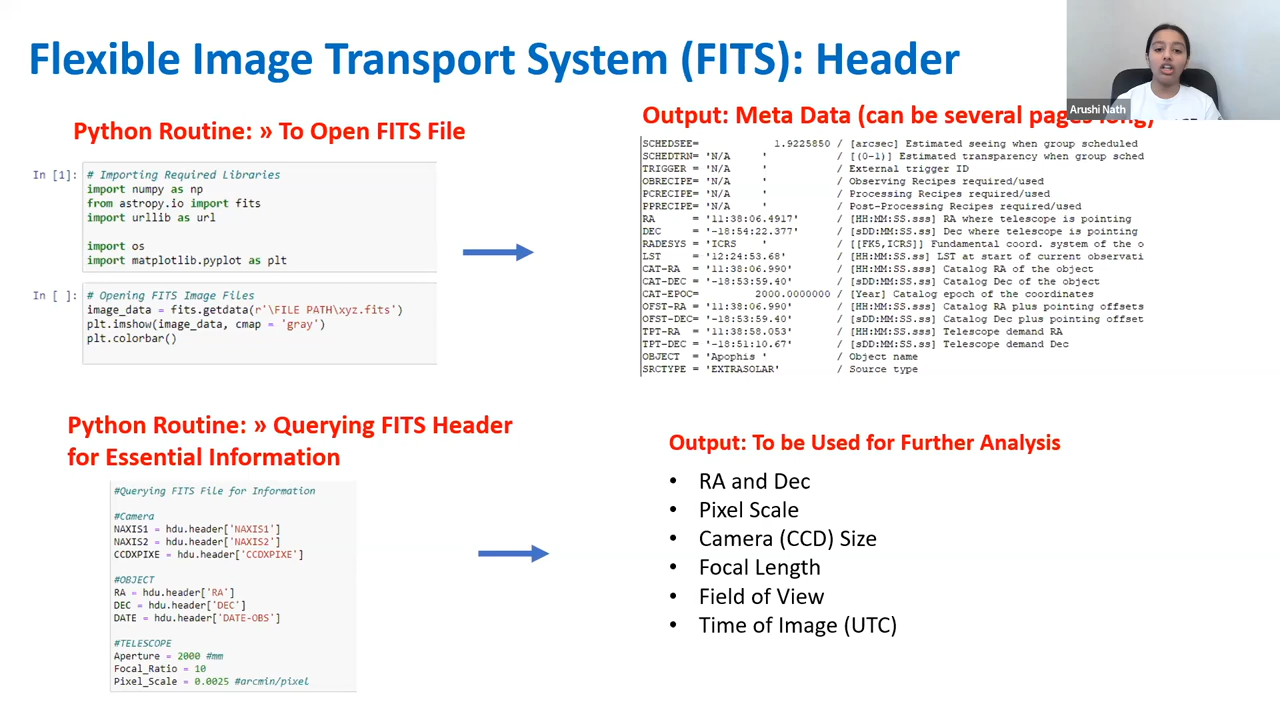 Flexible Image Transport System (FITS): Header
Arushi Nath
Python Routine: » To Open FITS File
In [1]:
# Importing Required Libraries
import numpy as np
from astropy.io import fits
import urllib as url
import os
import matplotlib.pyplot as plt
In [ ]:
# Opening FITS Image Files
image_data = fits.getdata(r'\FILE PATH\xyz.fits')
plt.imshow(image_data, cmap = 'gray')
plt.colorbar()
Output: Meta Data (can be several pages long)
SCHEDSEE= 1.9225850 / [arcsec] Estimated seeing when group scheduled
SCHEDTRN= 'N/A ' / [(0-1)] Estimated transparency when group sched
TRIGGER = 'N/A ' / External trigger ID
OBRECIPE= 'N/A ' / Observing Recipes required/used
PCRECIPE= 'N/A ' / Processing Recipes required/used
PPRECIPE= 'N/A ' / Post-Processing Recipes required/used
RA = '11:38:06.4917' / [HH:MM:SS.sss] RA where telescope is pointing
DEC = '-18:54:22.377' / [sDD:MM:SS.ss] Dec where telescope is pointing
RADESYS = 'ICRS ' / [[FK5,ICRS]] Fundamental coord. system of the o
LST = '12:24:53.68' / [HH:MM:SS.ss] LST at start of current observati
CAT-RA = '11:38:06.990' / [HH:MM:SS.sss] Catalog RA of the object
CAT-DEC = '-18:53:59.40' / [sDD:MM:SS.ss] Catalog Dec of the object
CAT-EPOC= 2000.0000000 / [Year] Catalog epoch of the coordinates
OFST-RA = '11:38:06.990' / [HH:MM:SS.sss] Catalog RA plus pointing offsets
OFST-DEC= '-18:53:59.40' / [sDD:MM:SS.ss] Catalog Dec plus pointing offset
TPT-RA = '11:38:58.053' / [HH:MM:SS.sss] Telescope demand RA
TPT-DEC = '-18:51:10.67' / [sDD:MM:SS.ss] Telescope demand Dec
OBJECT = 'Apophis ' / Object name
SRCTYPE = 'EXTRASOLAR' / Source type
Python Routine: » Querying FITS Header
for Essential Information
#Querying FITS File for Information
#Camera
NAXIS1 = hdu.header['NAXIS1']
NAXIS2 = hdu.header['NAXIS2']
CCDXPIXE = hdu.header['CCDXPIXE']
#OBJECT
RA = hdu.header['RA']
DEC = hdu.header['DEC']
DATE = hdu.header['DATE-OBS']
#TELESCOPE
Aperture = 2000 #mm
Focal_Ratio = 10
Pixel_Scale = 0.0025 #arcmin/pixel
Output: To be Used for Further Analysis
• RA and Dec
• Pixel Scale
• Camera (CCD) Size
• Focal Length
• Field of View
• Time of Image (UTC)